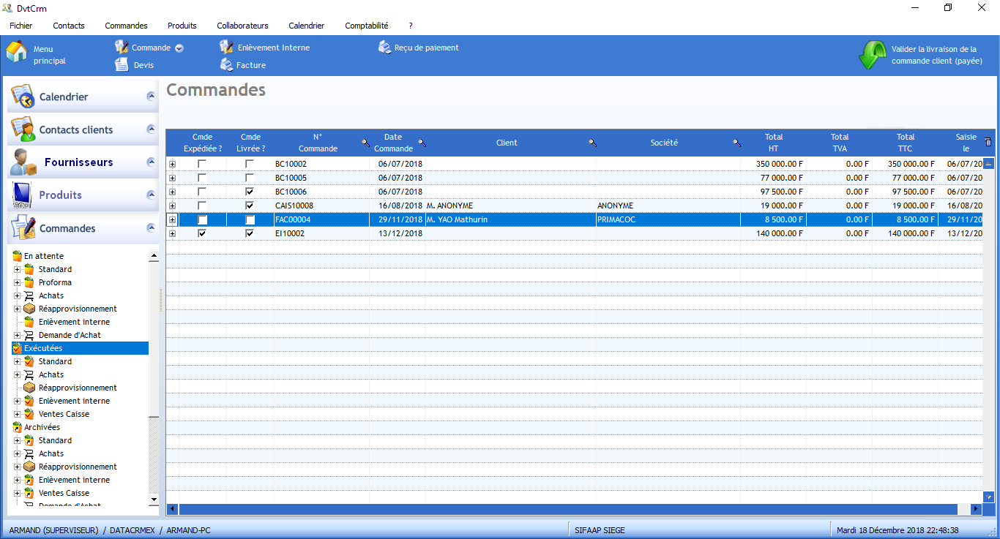 DvtCrm
Fichier Contacts Commandes Produits Collaborateurs Calendrier Comptabilité ?
Menu
principal
Commande
Devis
Enlèvement Interne
Facture
Reçu de paiement
Valider la livraison de la
commande client (payée)
Calendrier
Contacts clients
Fournisseurs
Produits
Commandes
En attente
Standard
Proforma
Achats
Réapprovisionnement
Enlèvement interne
Demande d'Achat
Exécutées
Standard
Achats
Réapprovisionnement
Enlèvement interne
Ventes Caisse
Archivées
Standard
Achats
Réapprovisionnement
Enlèvement interne
Ventes Caisse
Demande d'Achat
Commandes
Cmde Expédiée ? Cmde Livrée ? N° Commande Date Commande Client Société Total HT Total TVA Total TTC Saisie le
BC10002 06/07/2018 350 000.00 F 0.00 F 350 000.00 F 06/07/20
BC10005 06/07/2018 77 000.00 F 0.00 F 77 000.00 F 06/07/20
BC10006 06/07/2018 97 500.00 F 0.00 F 97 500.00 F 06/07/20
CAIS10008 16/08/2018 M. ANONYME ANONYME 19 000.00 F 0.00 F 19 000.00 F 16/08/20
FAC00004 29/11/2018 M. YAO Mathurin PRIMACOC 8 500.00 F 0.00 F 8 500.00 F 29/11/20
EI10002 13/12/2018 140 000.00 F 0.00 F 140 000.00 F 13/12/20
ARMAND (SUPERVISEUR) / DATACRMEX / ARMAND-PC SIFAAP SIEGE Mardi 18 Décembre 2018 22:48:38